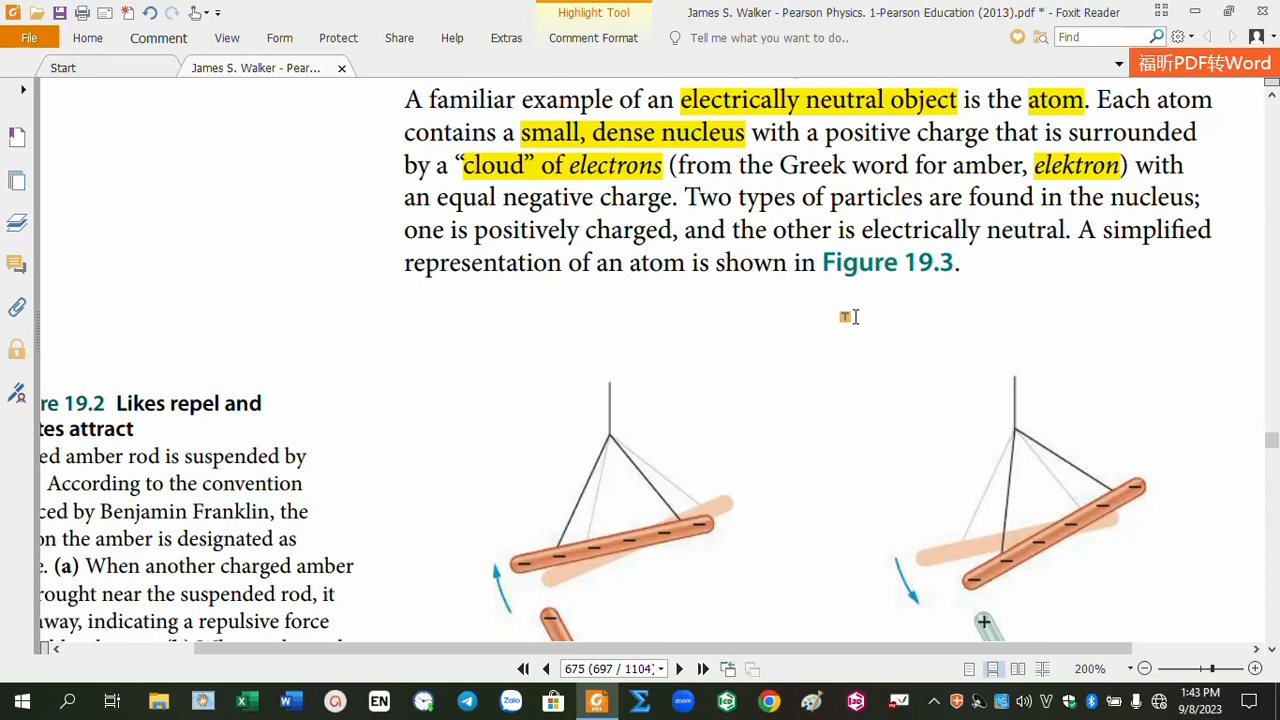 Highlight Tool
James S. Walker - Pearson Physics. 1-Pearson Education (2013).pdf * - Foxit Reader
File Home Comment View Form Protect Share Help Extras Comment Format Tell me what you want to do.. Find
Start James S. Walker - Pear...
福昕PDF转Word
A familiar example of an electrically neutral object is the atom. Each atom
contains a small, dense nucleus with a positive charge that is surrounded
by a “cloud” of electrons (from the Greek word for amber, elektron) with
an equal negative charge. Two types of particles are found in the nucleus;
one is positively charged, and the other is electrically neutral. A simplified
representation of an atom is shown in Figure 19.3.
T
re 19.2 Likes repel and
tes attract
ed amber rod is suspended by
According to the convention
ced by Benjamin Franklin, the
on the amber is designated as
e. (a) When another charged amber
rought near the suspended rod, it
away, indicating a repulsive force
675 (697 / 1104)
200%
EN
Zalo
zoom
V
1:43 PM
9/8/2023